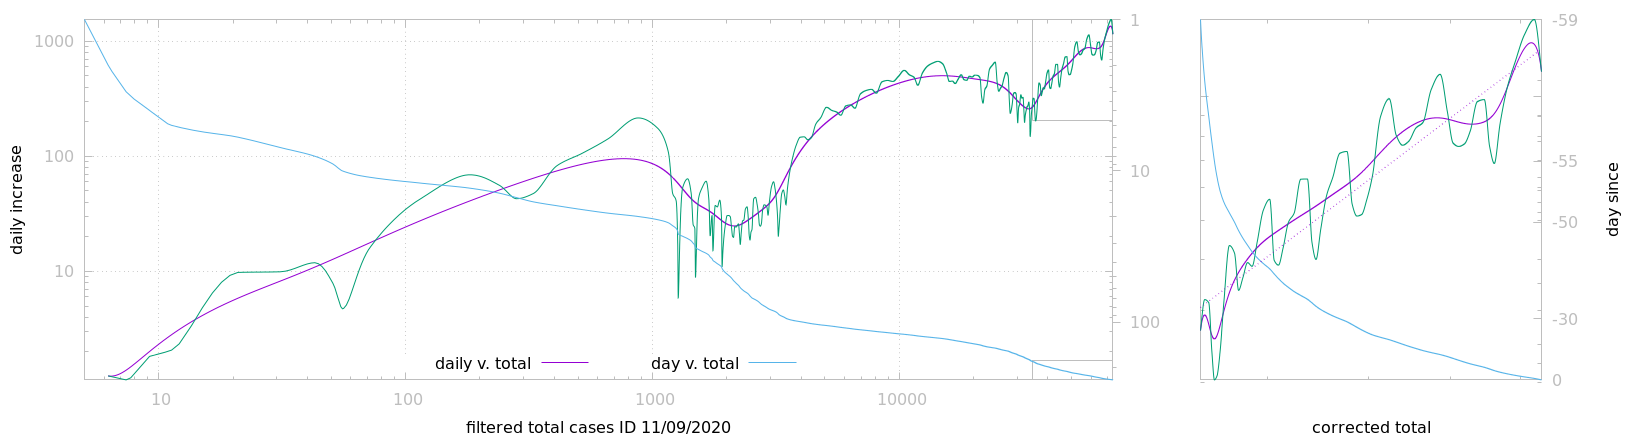 1000
100
10
daily increase
daily v. total
day v. total
10
100
1000
10000
filtered total cases ID 11/09/2020
1
10
100
-59
-55
-50
-30
0
day since
corrected total